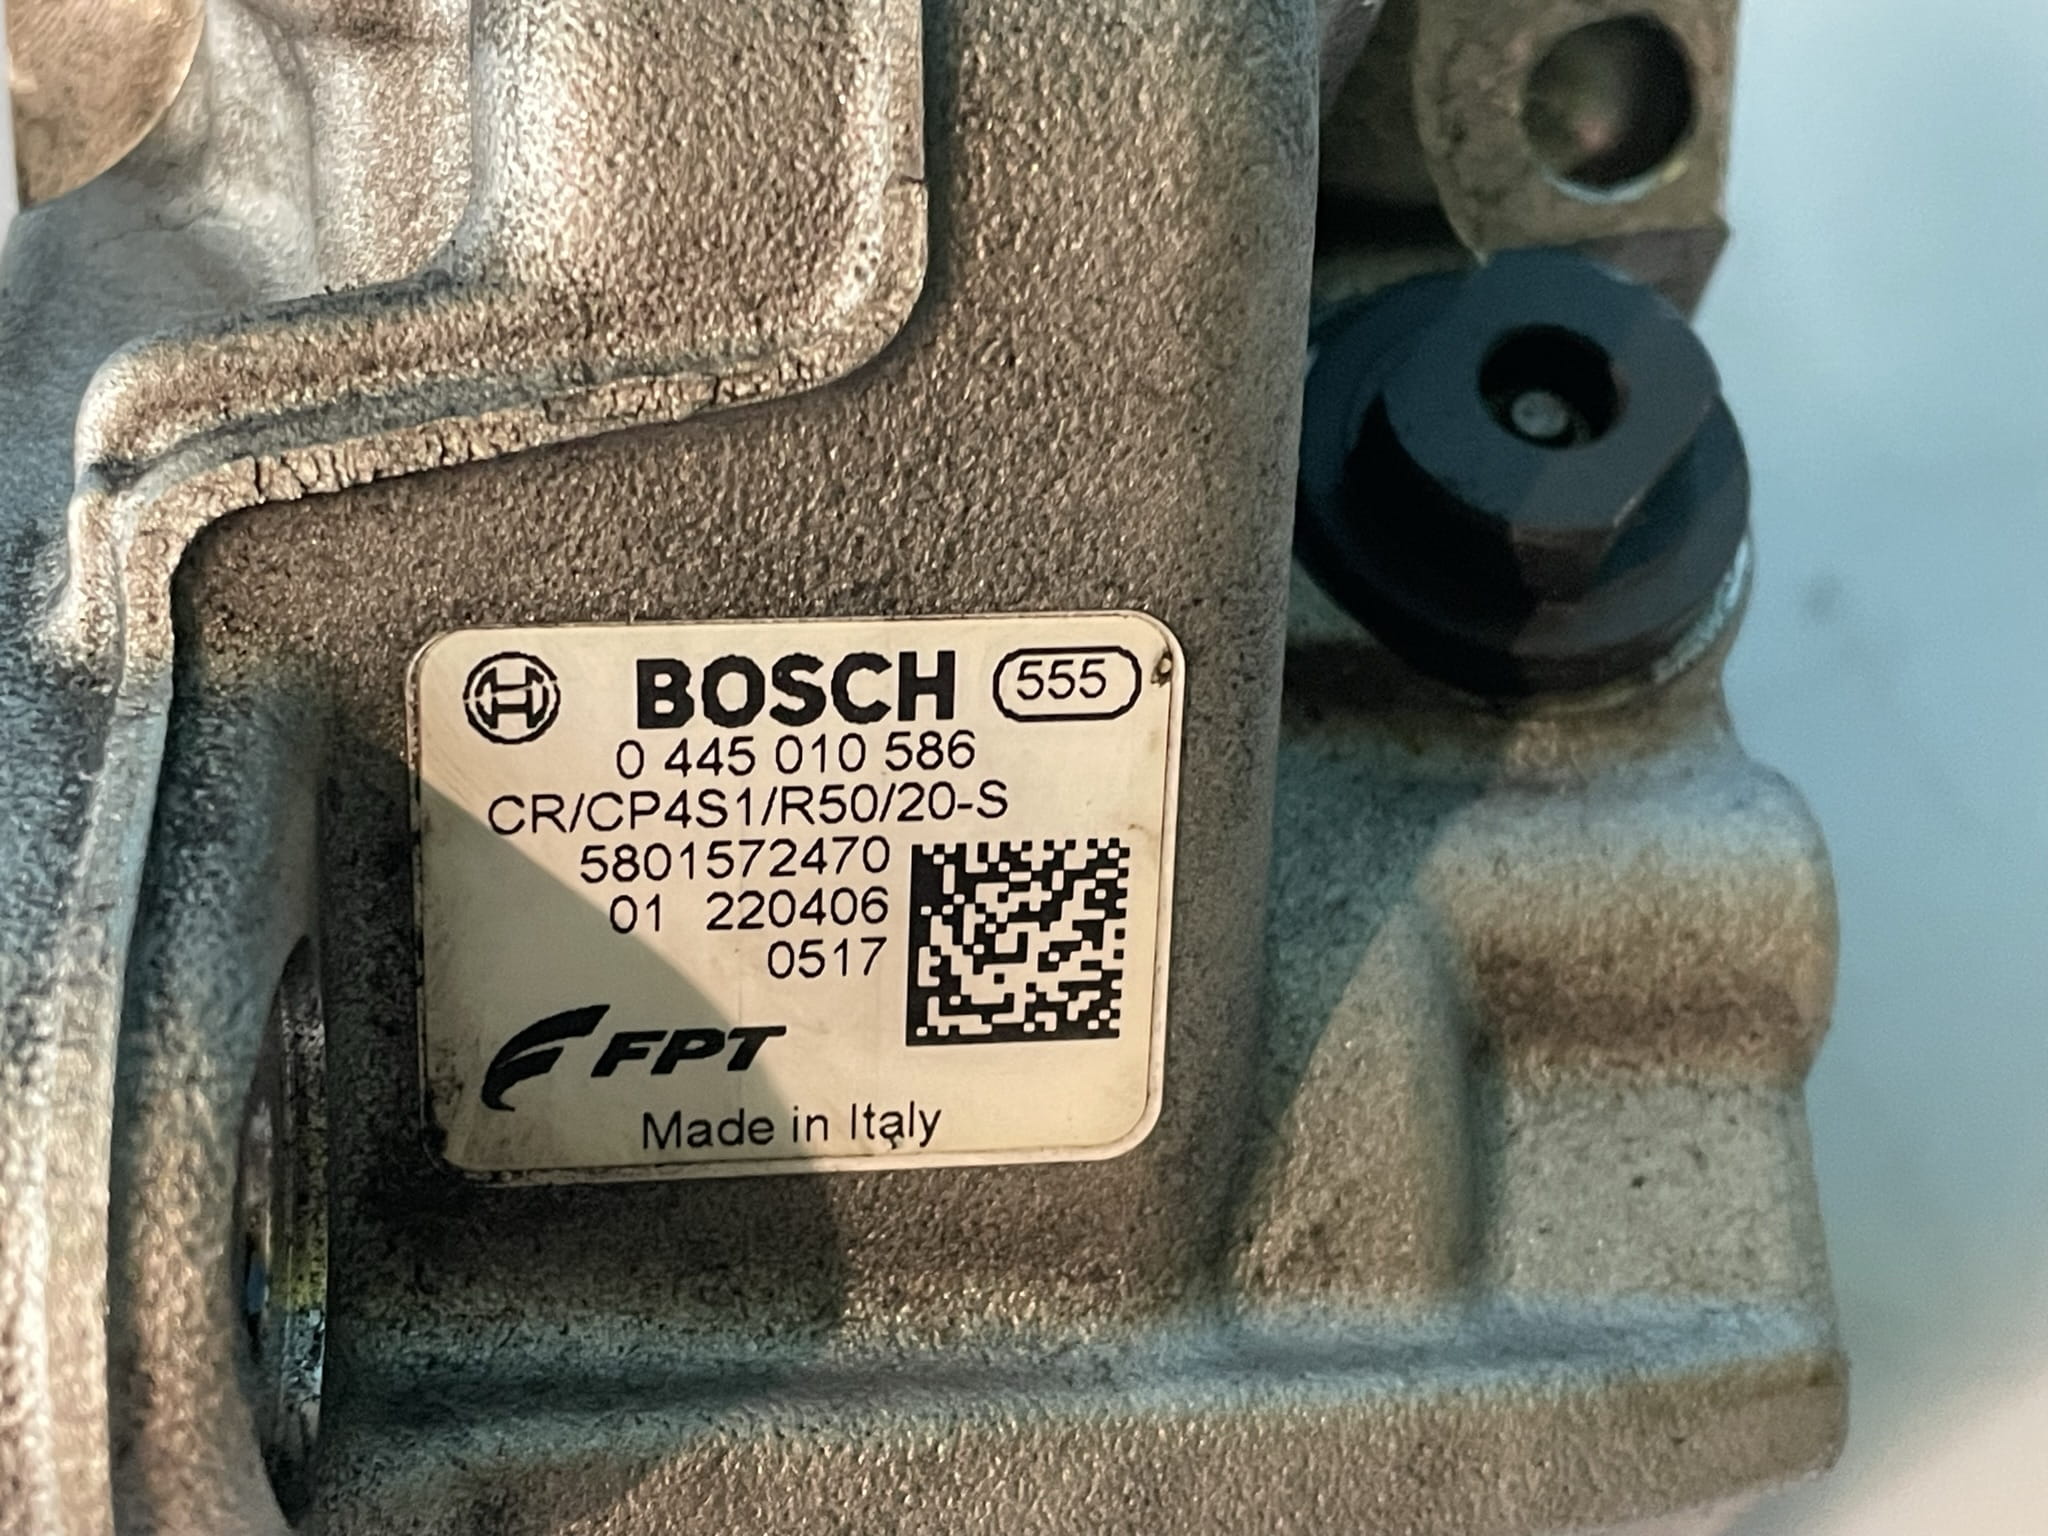 BOSCH 555
0 445 010 586
CR/CP4S1/R50/20-S
5801572470
01 220406
0517
FPT
Made in Italy